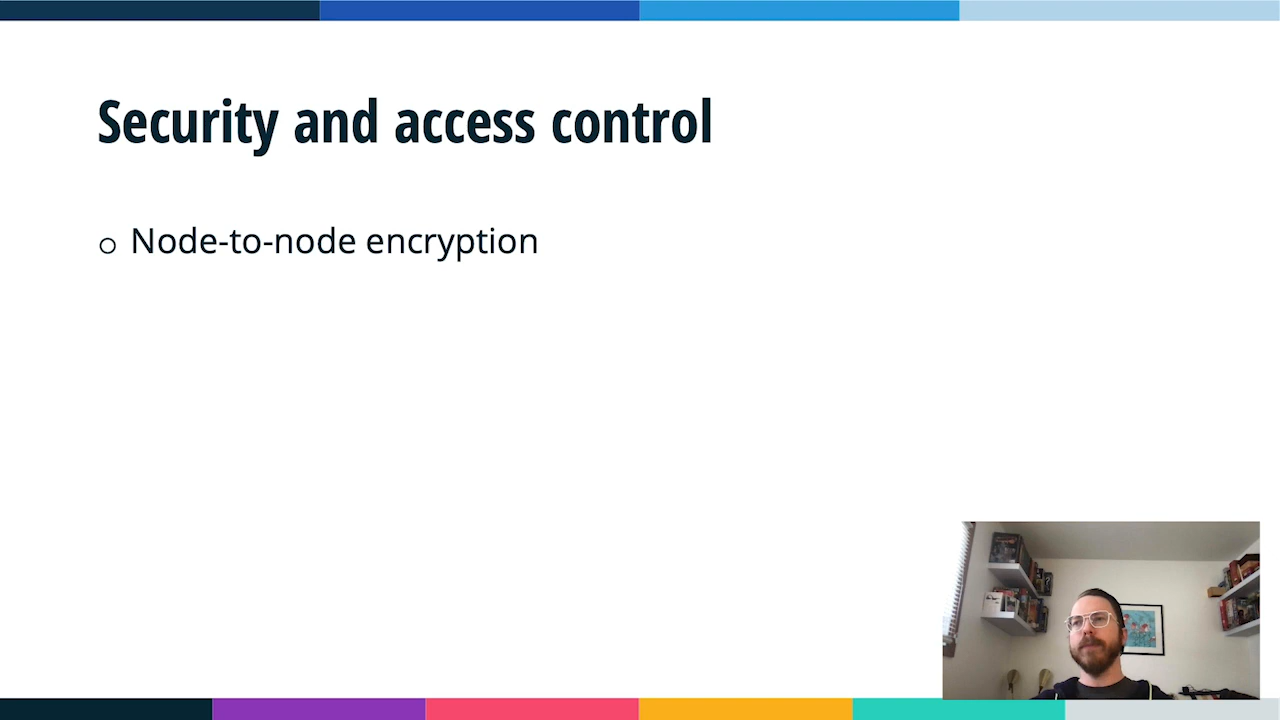 Security and access control
○ Node-to-node encryption